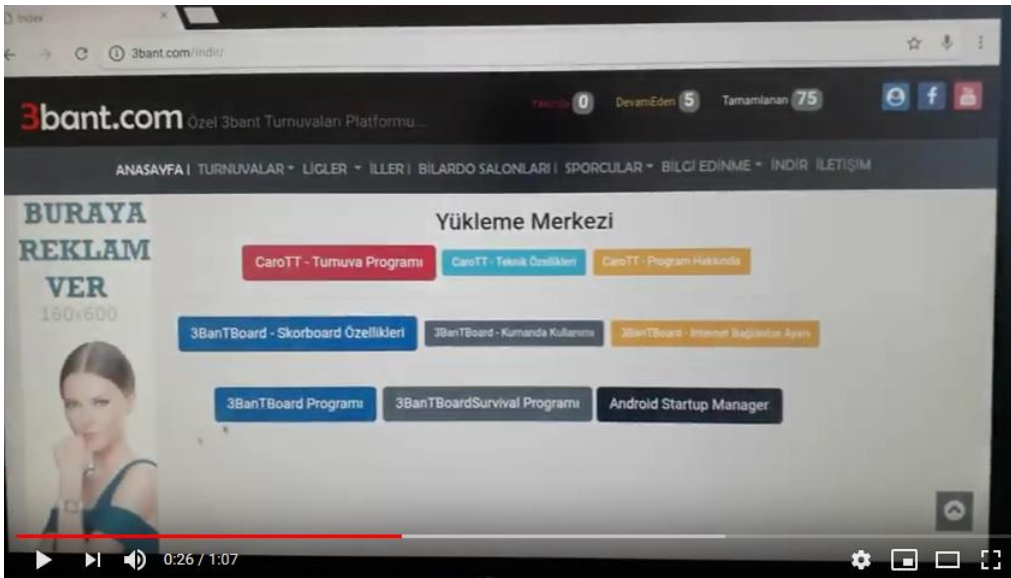 Index
3bant.com/indir/
3bant.com Özel 3bant Turnuvaları Platformu...
0 DevamEden 5 Tamamlanan 75
ANASAYFA | TURNUVALAR LİGLER İLLER | BİLARDO SALONLARI | SPORCULAR BİLGİ EDİNME İNDİR İLETİŞİM
BURAYA
REKLAM
VER
160x600
Yükleme Merkezi
CaroTT - Turnuva Programı CaroTT - Teknik Özellikleri CaroTT - Program Hakkında
3BanTBoard - Skorboard Özellikleri 3BanTBoard - Kumanda Kullanımı 3BanTBoard - Internet Bağlantısı Ayarı
3BanTBoard Programı 3BanTBoardSurvival Programı Android Startup Manager
0:26 / 1:07